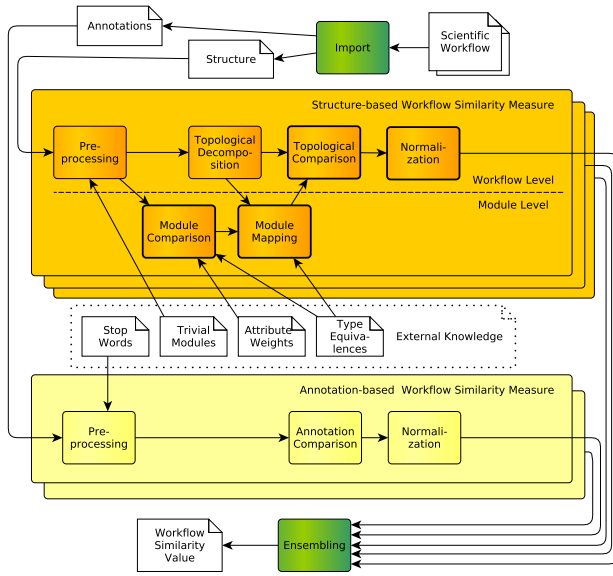 Annotations
Import
Scientific
Workflow
Structure
Structure-based Workflow Similarity Measure
Pre-
processing
Topological
Decompo-
sition
Topological
Comparison
Normali-
zation
Workflow Level
Module Level
Module
Comparison
Module
Mapping
Stop
Words
Trivial
Modules
Attribute
Weights
Type
Equiva-
lences
External Knowledge
Annotation-based  Workflow Similarity Measure
Pre-
processing
Annotation
Comparison
Normali-
zation
Workflow
Similarity
Value
Ensembling